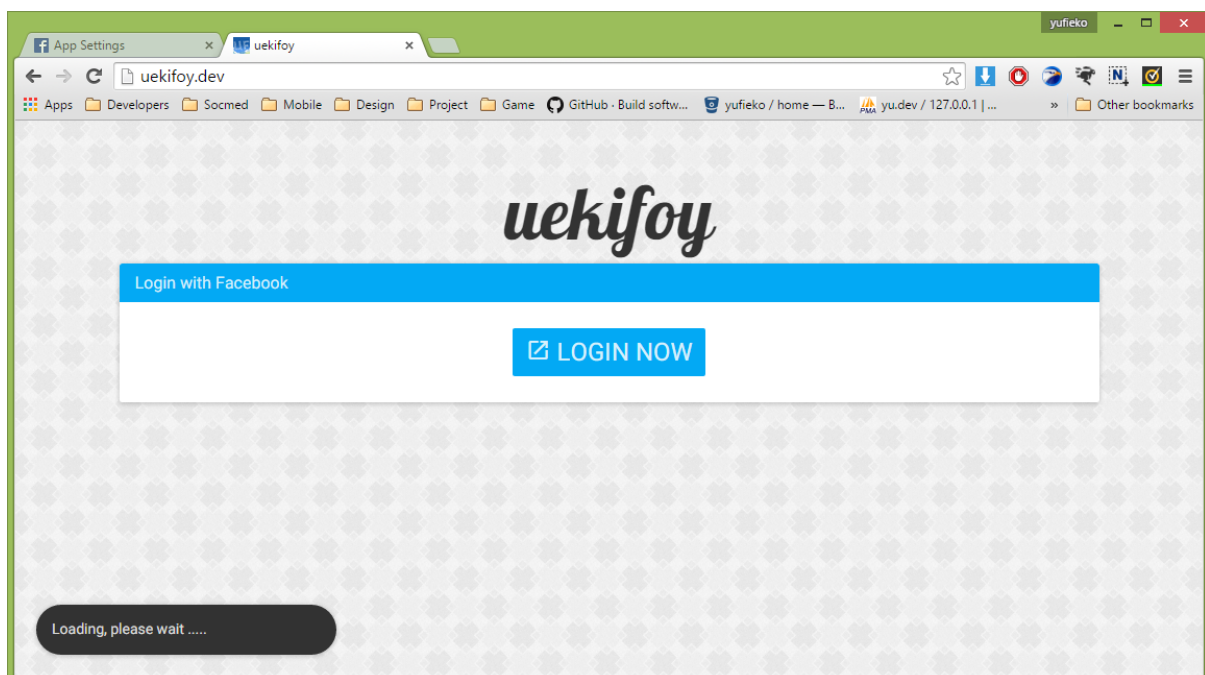 yufieko
App Settings
uekifoy
uekifoy.dev
Apps Developers Socmed Mobile Design Project Game GitHub · Build softw... yufieko / home — B... PMA yu.dev / 127.0.0.1 | ... » Other bookmarks
uekifoy
Login with Facebook
LOGIN NOW
Loading, please wait .....